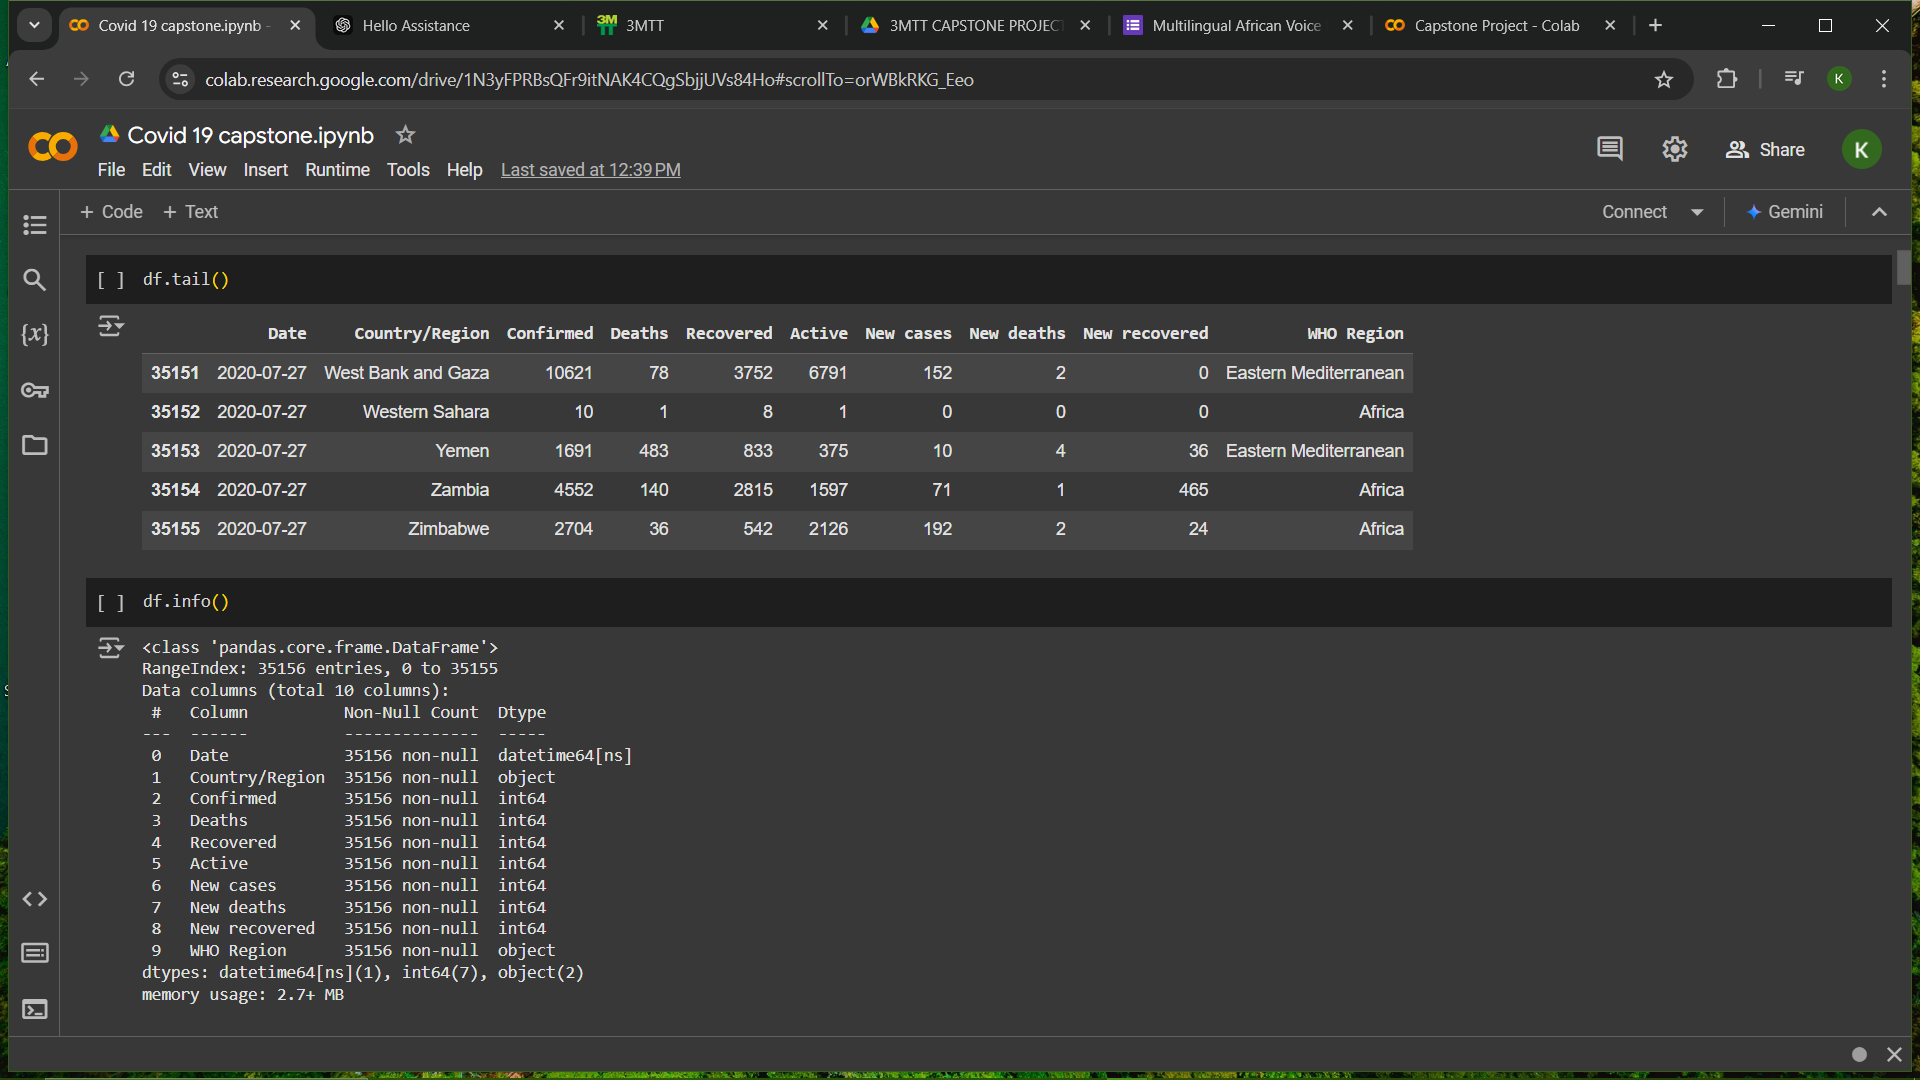 Covid 19 capstone.ipynb -
Hello Assistance
3MTT
3MTT CAPSTONE PROJECT
Multilingual African Voice
Capstone Project - Colab
colab.research.google.com/drive/1N3yFPRBsQFr9itNAK4CQgSbjjUVs84Ho#scrollTo=orWBkRKG_Eeo
K
Covid 19 capstone.ipynb
File Edit View Insert Runtime Tools Help Last saved at 12:39 PM
Share
K
+ Code + Text
Connect
Gemini
[ ] df.tail()
Date Country/Region Confirmed Deaths Recovered Active New cases New deaths New recovered WHO Region
35151 2020-07-27 West Bank and Gaza 10621 78 3752 6791 152 2 0 Eastern Mediterranean
35152 2020-07-27 Western Sahara 10 1 8 1 0 0 0 Africa
35153 2020-07-27 Yemen 1691 483 833 375 10 4 36 Eastern Mediterranean
35154 2020-07-27 Zambia 4552 140 2815 1597 71 1 465 Africa
35155 2020-07-27 Zimbabwe 2704 36 542 2126 192 2 24 Africa
[ ] df.info()
<class 'pandas.core.frame.DataFrame'>
RangeIndex: 35156 entries, 0 to 35155
Data columns (total 10 columns):
# Column Non-Null Count Dtype
--- ------ -------------- -----
0 Date 35156 non-null datetime64[ns]
1 Country/Region 35156 non-null object
2 Confirmed 35156 non-null int64
3 Deaths 35156 non-null int64
4 Recovered 35156 non-null int64
5 Active 35156 non-null int64
6 New cases 35156 non-null int64
7 New deaths 35156 non-null int64
8 New recovered 35156 non-null int64
9 WHO Region 35156 non-null object
dtypes: datetime64[ns](1), int64(7), object(2)
memory usage: 2.7+ MB